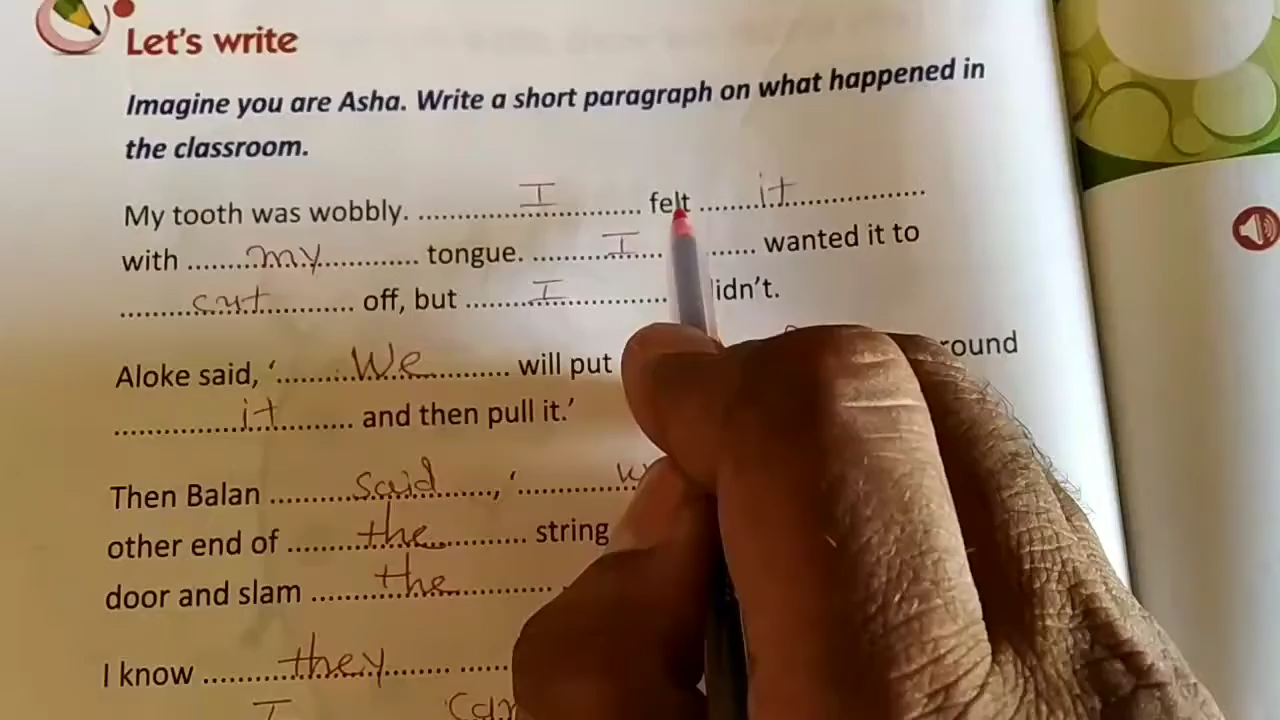 Let's write
Imagine you are Asha. Write a short paragraph on what happened in
the classroom.
My tooth was wobbly. .......... I .......... felt .......... it ..........
with .......... my .......... tongue. .......... I .......... wanted it to
.......... cut .......... off, but .......... I .......... idn't.
Aloke said, '.......... We .......... will put round
.......... it .......... and then pull it.'
Then Balan .......... said .........., '..........
other end of .......... the .......... string
door and slam .......... the ..........
I know .......... they ..........
I